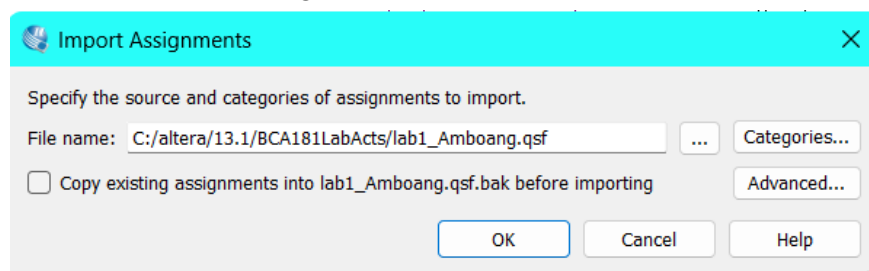 Import Assignments
Specify the source and categories of assignments to import.
File name: C:/altera/13.1/BCA181LabActs/lab1_Amboang.qsf ... Categories...
Copy existing assignments into lab1_Amboang.qsf.bak before importing Advanced...
OK Cancel Help